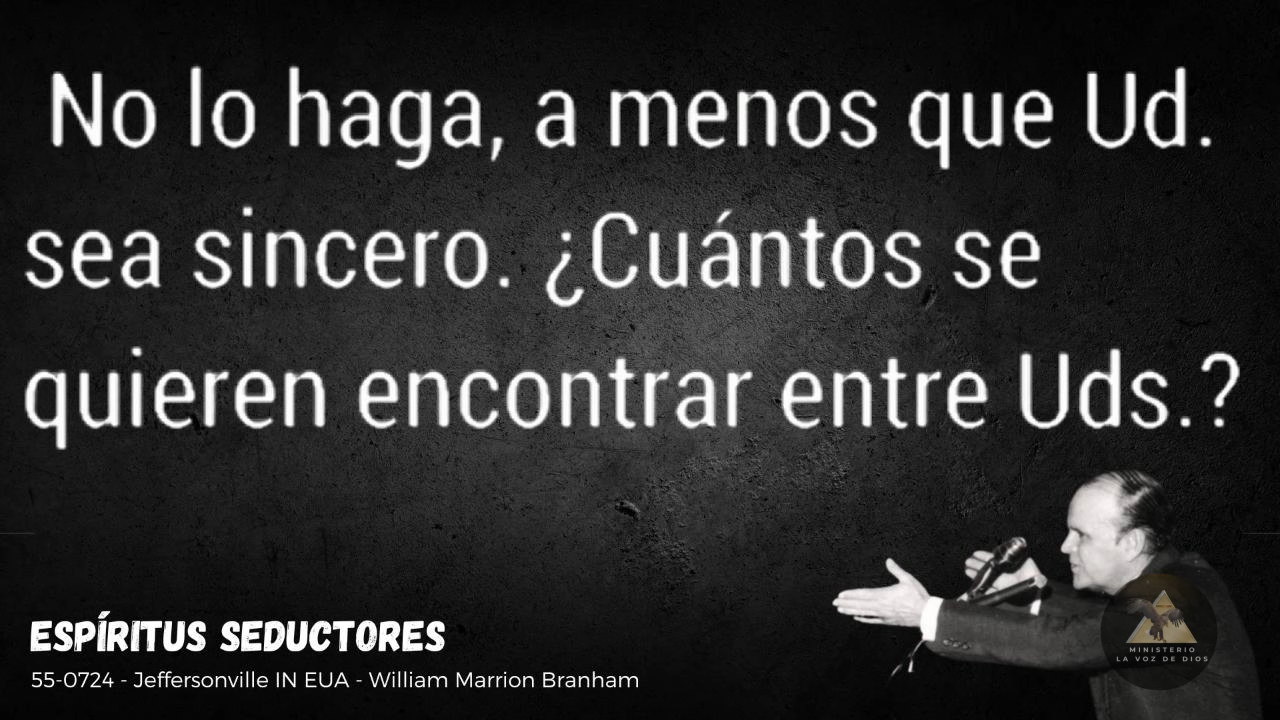 No lo haga, a menos que Ud.
sea sincero. ¿Cuántos se
quieren encontrar entre Uds.?
ESPÍRITUS SEDUCTORES
55-0724 - Jeffersonville IN EUA - William Marrion Branham
MINISTERIO
LA VOZ DE DIOS